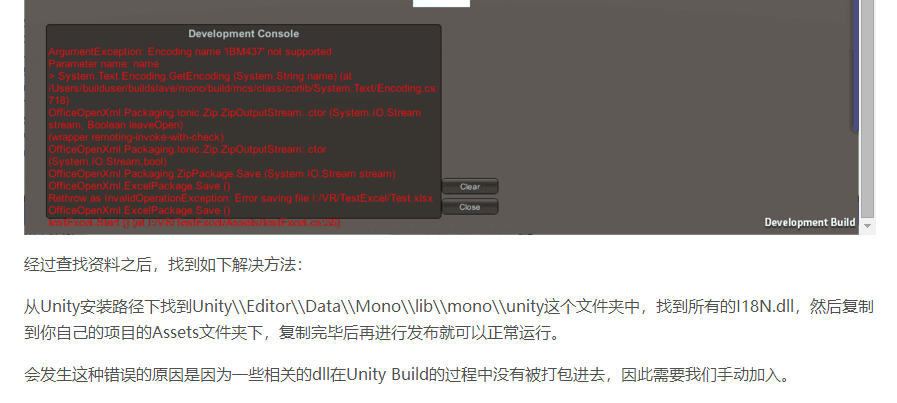 Development Console
ArgumentException: Encoding name 'IBM437' not supported
Parameter name: name
> System.Text.Encoding.GetEncoding (System.String name) (at
/Users/builduser/buildslave/mono/build/mcs/class/corlib/System.Text/Encoding.cs:
718)
OfficeOpenXml.Packaging.Ionic.Zip.ZipOutputStream..ctor (System.IO.Stream
stream, Boolean leaveOpen)
(wrapper remoting-invoke-with-check)
OfficeOpenXml.Packaging.Ionic.Zip.ZipOutputStream:.ctor
(System.IO.Stream,bool)
OfficeOpenXml.Packaging.ZipPackage.Save (System.IO.Stream stream)
OfficeOpenXml.ExcelPackage.Save ()
Rethrow as InvalidOperationException: Error saving file I:/VR/TestExcel/Test.xlsx
OfficeOpenXml.ExcelPackage.Save ()
Clear
Close
Development Build
经过查找资料之后，找到如下解决方法：
从Unity安装路径下找到Unity\\Editor\\Data\\Mono\\lib\\mono\\unity这个文件夹中，找到所有的I18N.dll，然后复制
到你自己的项目的Assets文件夹下，复制完毕后再进行发布就可以正常运行。
会发生这种错误的原因是因为一些相关的dll在Unity Build的过程中没有被打包进去，因此需要我们手动加入。